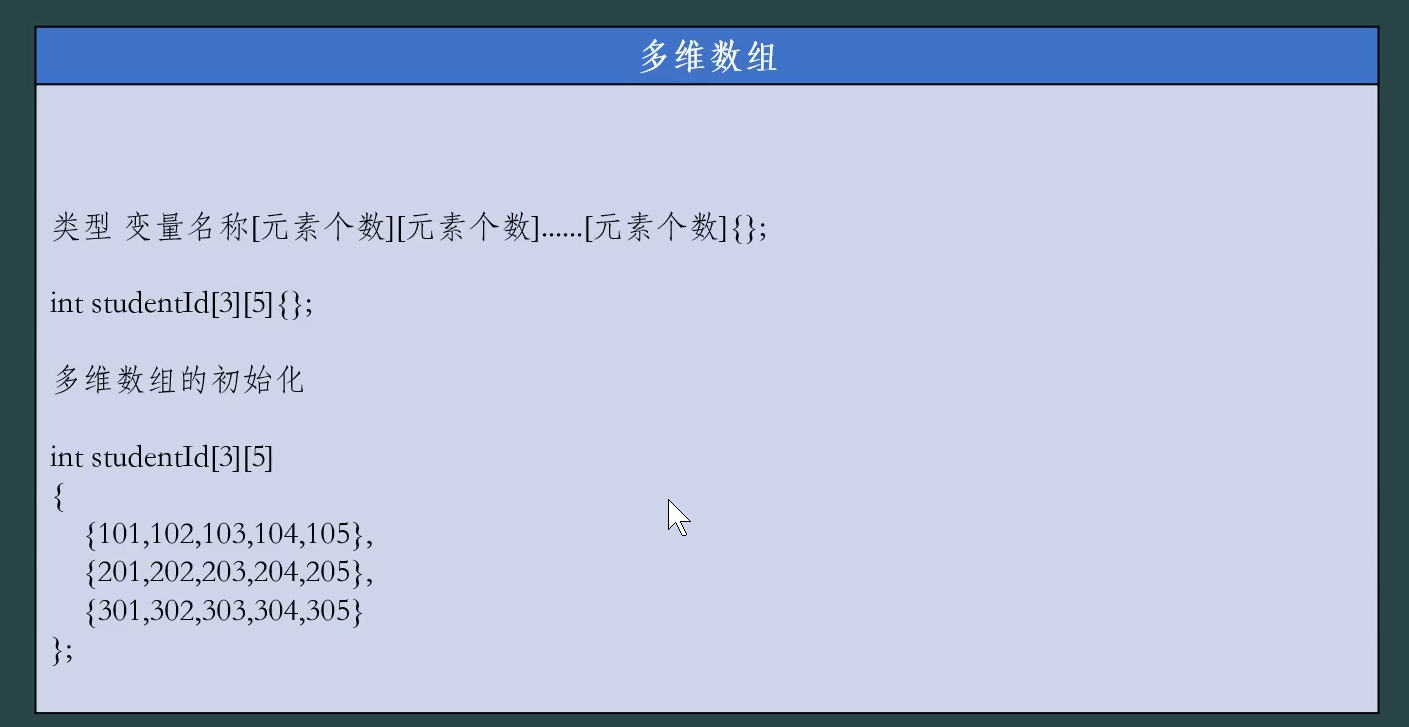 多维数组
类型 变量名称[元素个数][元素个数]......[元素个数]{};
int studentId[3][5]{};
多维数组的初始化
int studentId[3][5]
{
{101,102,103,104,105},
{201,202,203,204,205},
{301,302,303,304,305}
};